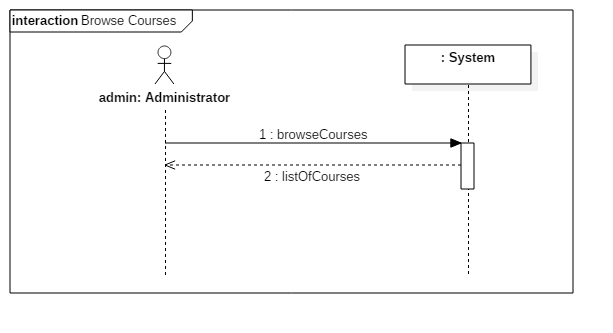 interaction Browse Courses
: System
admin: Administrator
1 : browseCourses
2 : listOfCourses